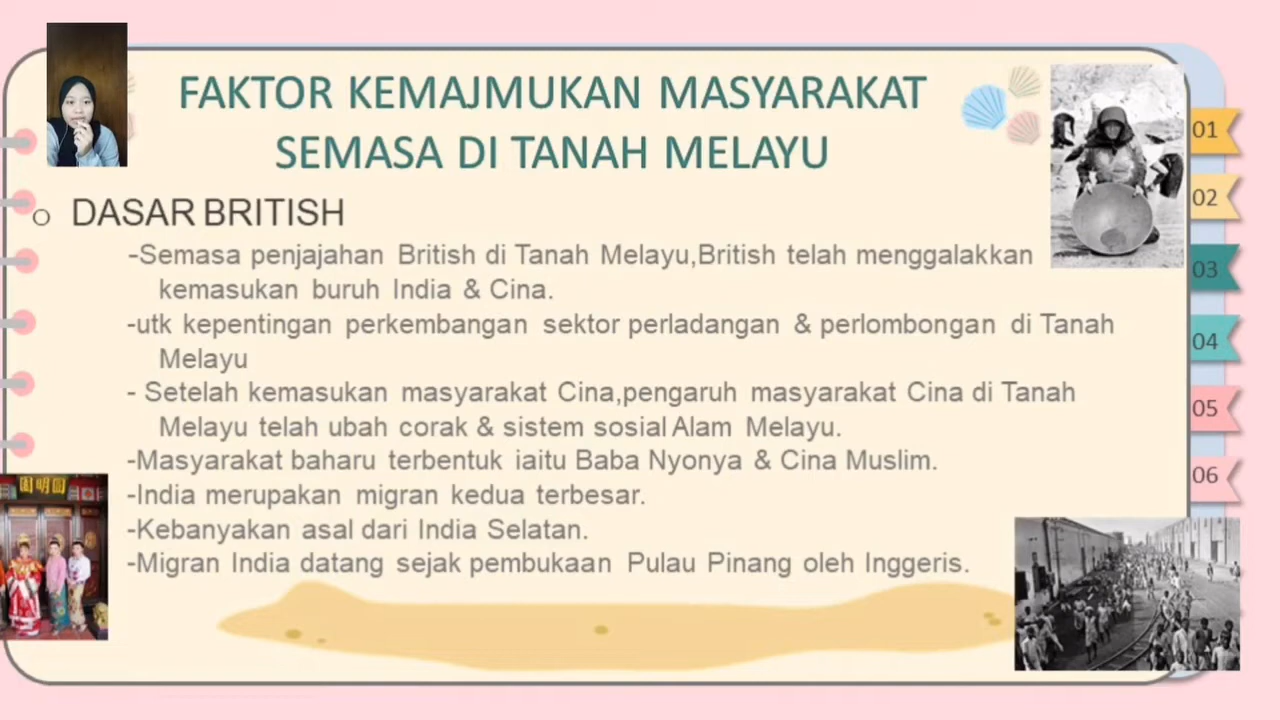 FAKTOR KEMAJMUKAN MASYARAKAT
SEMASA DI TANAH MELAYU
DASAR BRITISH
-Semasa penjajahan British di Tanah Melayu,British telah menggalakkan
kemasukan buruh India & Cina.
-utk kepentingan perkembangan sektor perladangan & perlombongan di Tanah
Melayu
- Setelah kemasukan masyarakat Cina,pengaruh masyarakat Cina di Tanah
Melayu telah ubah corak & sistem sosial Alam Melayu.
-Masyarakat baharu terbentuk iaitu Baba Nyonya & Cina Muslim.
-India merupakan migran kedua terbesar.
-Kebanyakan asal dari India Selatan.
-Migran India datang sejak pembukaan Pulau Pinang oleh Inggeris.
01
02
03
04
05
06
園明圓